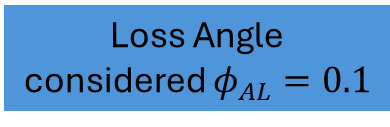 Loss Angle
considered ϕ_AL = 0.1